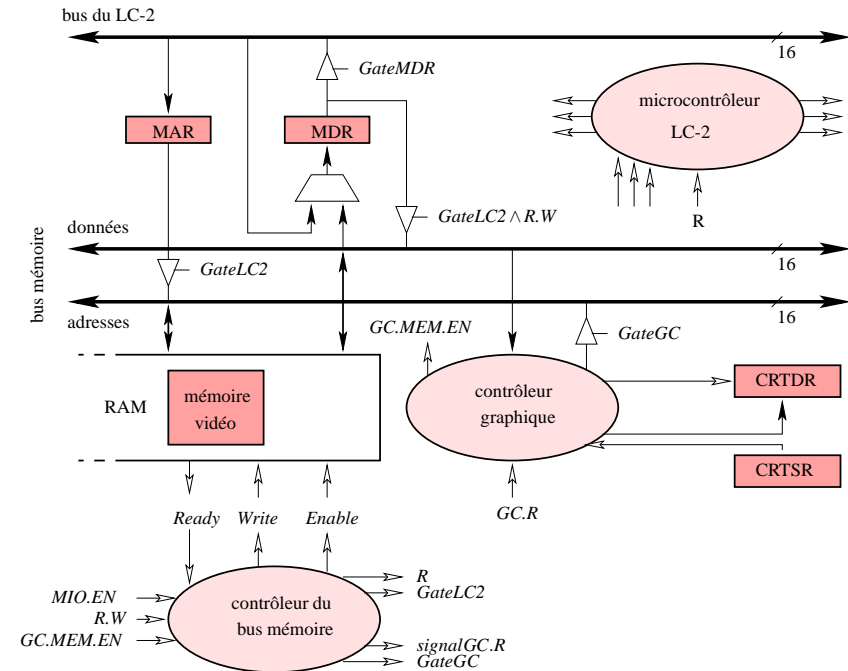 bus du LC-2
16
GateMDR
microcontrôleur
LC-2
MAR
MDR
R
GateLC2 ∧ R.W
données
16
GateLC2
bus mémoire
adresses
16
GC.MEM.EN
GateGC
RAM
mémoire
vidéo
contrôleur
graphique
CRTDR
CRTSR
Ready
Write
Enable
GC.R
MIO.EN
R.W
GC.MEM.EN
contrôleur du
bus mémoire
R
GateLC2
signalGC.R
GateGC